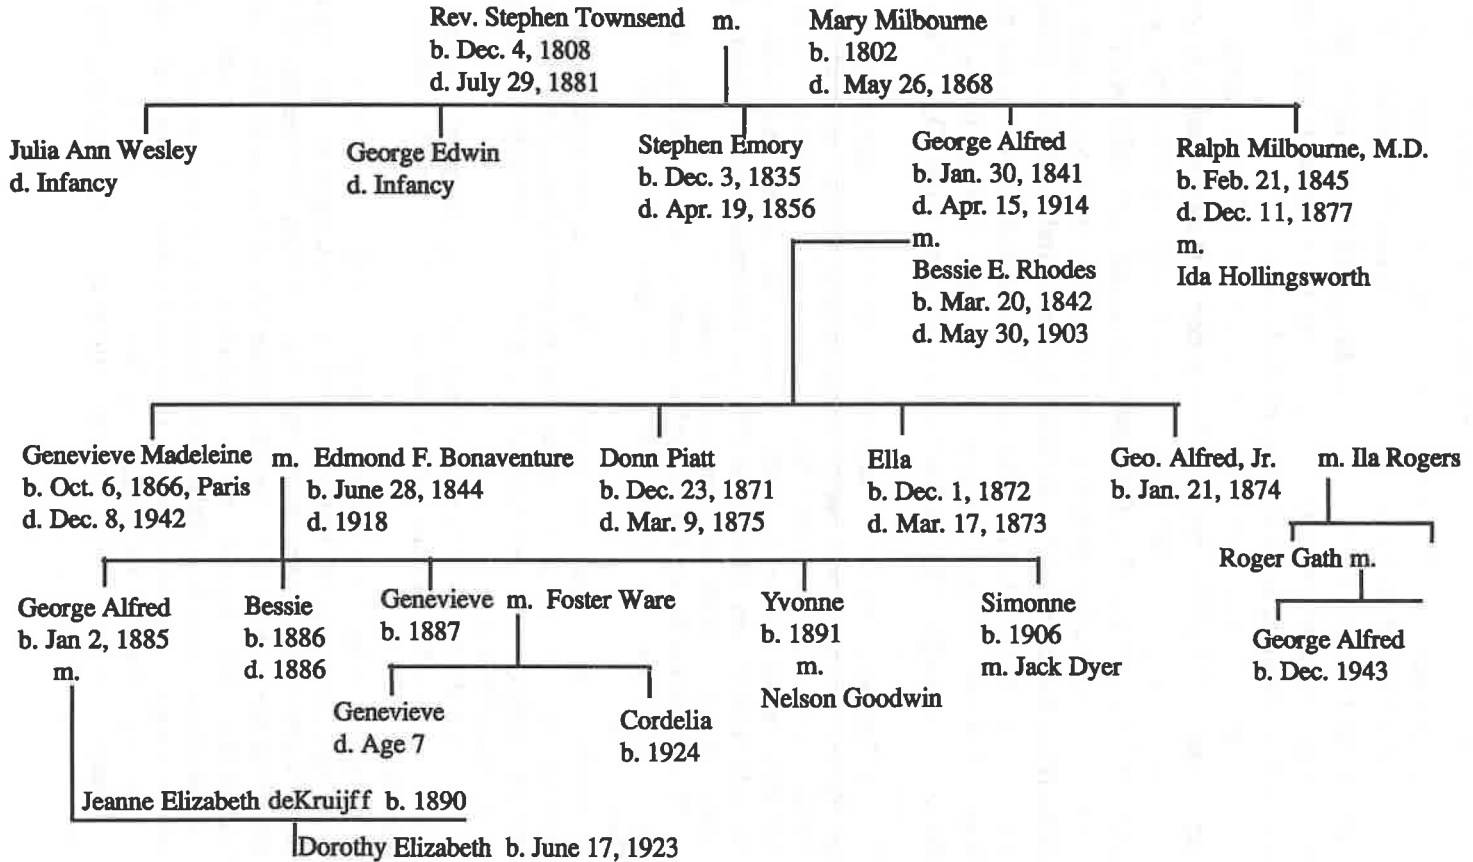 Rev. Stephen Townsend m. Mary Milbourne
b. Dec. 4, 1808 b. 1802
d. July 29, 1881 d. May 26, 1868
Julia Ann Wesley
d. Infancy
George Edwin
d. Infancy
Stephen Emory
b. Dec. 3, 1835
d. Apr. 19, 1856
George Alfred
b. Jan. 30, 1841
d. Apr. 15, 1914
m.
Bessie E. Rhodes
b. Mar. 20, 1842
d. May 30, 1903
Ralph Milbourne, M.D.
b. Feb. 21, 1845
d. Dec. 11, 1877
m.
Ida Hollingsworth
Genevieve Madeleine m. Edmond F. Bonaventure
b. Oct. 6, 1866, Paris b. June 28, 1844
d. Dec. 8, 1942 d. 1918
Donn Piatt
b. Dec. 23, 1871
d. Mar. 9, 1875
Ella
b. Dec. 1, 1872
d. Mar. 17, 1873
Geo. Alfred, Jr. m. Ila Rogers
b. Jan. 21, 1874
Roger Gath m.
George Alfred
b. Dec. 1943
George Alfred
b. Jan 2, 1885
m.
Bessie
b. 1886
d. 1886
Genevieve m. Foster Ware
b. 1887
Yvonne
b. 1891
m.
Nelson Goodwin
Simonne
b. 1906
m. Jack Dyer
Genevieve
d. Age 7
Cordelia
b. 1924
Jeanne Elizabeth deKruijff b. 1890
Dorothy Elizabeth b. June 17, 1923